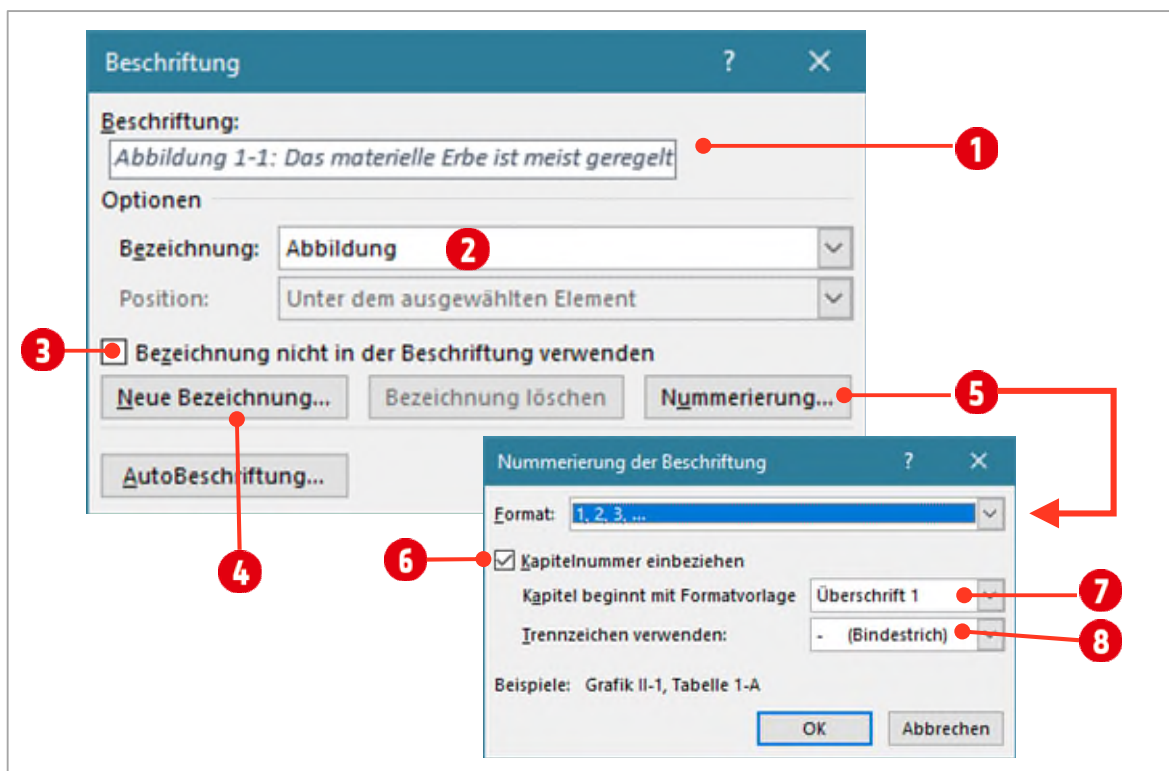 Beschriftung ? ×
Beschriftung:
Abbildung 1-1: Das materielle Erbe ist meist geregelt
1
Optionen
Bezeichnung: Abbildung 2
Position: Unter dem ausgewählten Element
3 Bezeichnung nicht in der Beschriftung verwenden
Neue Bezeichnung... Bezeichnung löschen Nummerierung... 5
AutoBeschriftung...
4
Nummerierung der Beschriftung ? ×
Format: 1, 2, 3, ...
6 Kapitelnummer einbeziehen
Kapitel beginnt mit Formatvorlage Überschrift 1 7
Trennzeichen verwenden: - (Bindestrich) 8
Beispiele: Grafik II-1, Tabelle 1-A
OK Abbrechen